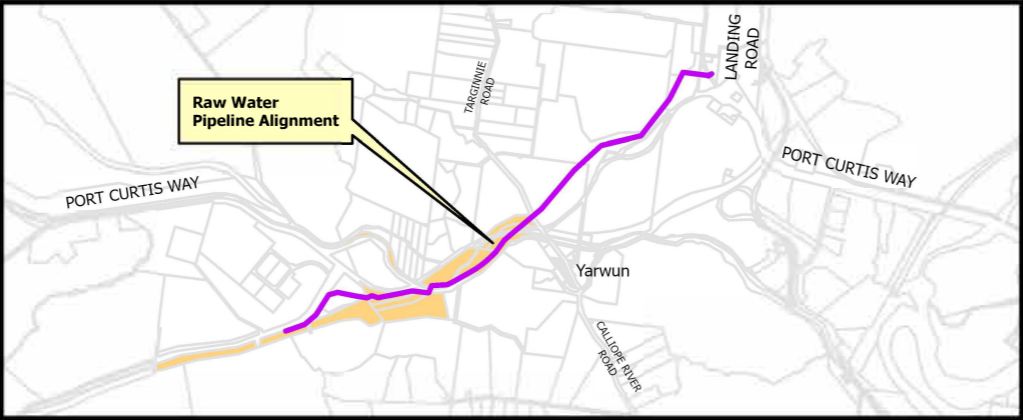 LANDING
ROAD
TARGINNIE
ROAD
Raw Water
Pipeline Alignment
PORT CURTIS WAY
PORT CURTIS WAY
Yarwun
CALLIOPE RIVER
ROAD